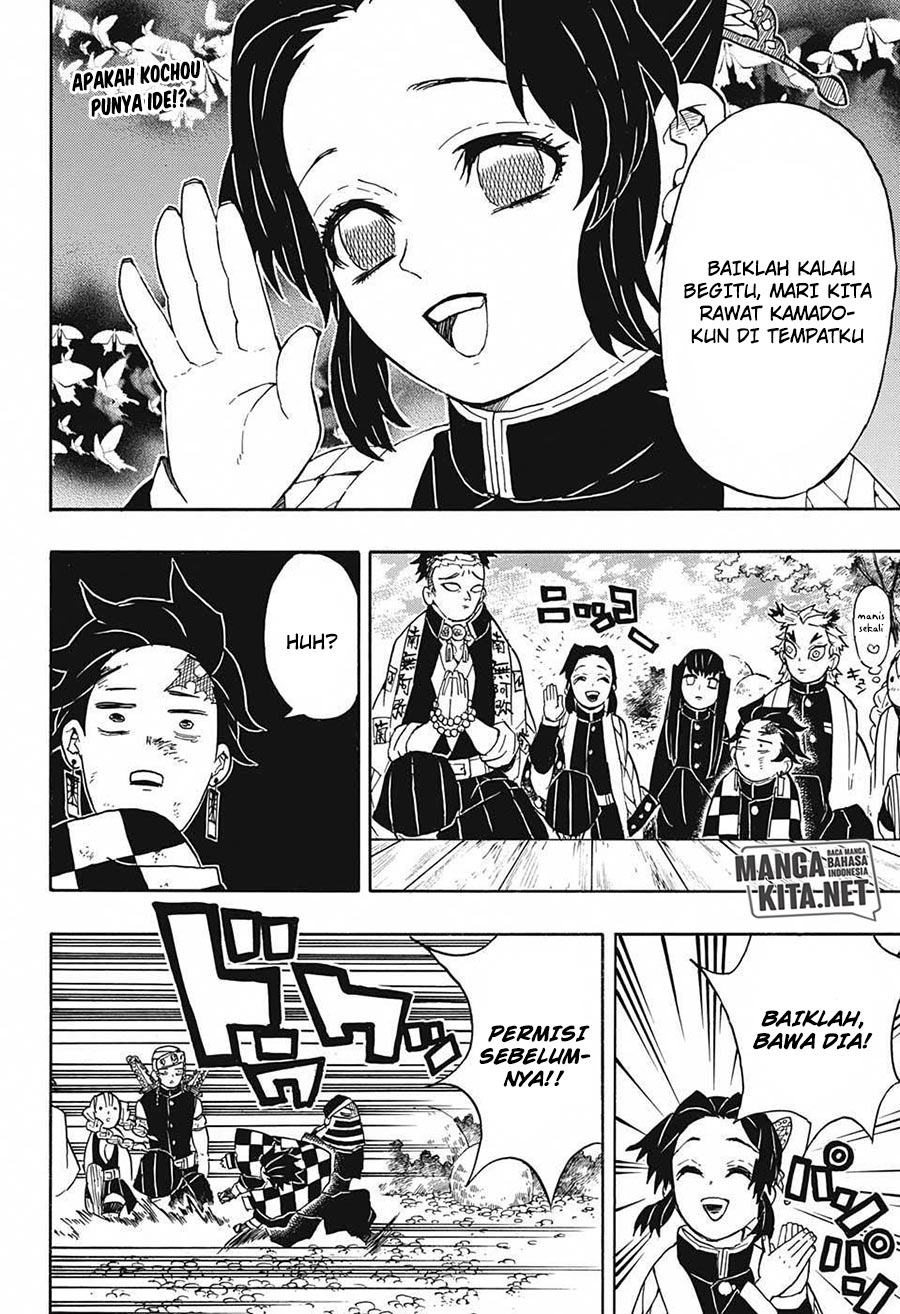 APAKAH KOCHOU
PUNYA IDE!?
BAIKLAH KALAU
BEGITU, MARI KITA
RAWAT KAMADO-
KUN DI TEMPATKU
HUH?
manis
sekali
MANGA
KITA.NET
BACA MANGA
BAHASA
INDONESIA
PERMISI
SEBELUM-
NYA!!
BAIKLAH,
BAWA DIA!